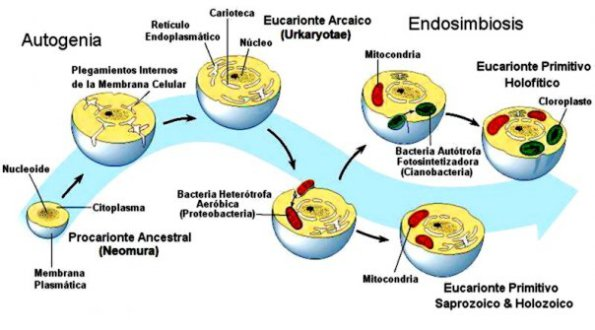 Autogenia
Plegamientos Internos
de la Membrana Celular
Nucleoide
Citoplasma
Procarionte Ancestral
(Neomura)
Membrana
Plasmática
Carioteca
Retículo
Endoplasmático
Núcleo
Eucarionte Arcaico
(Urkaryotae)
Bacteria Heterótrofa
Aeróbica
(Proteobacteria)
Endosimbiosis
Mitocondria
Bacteria Autótrofa
Fotosintetizadora
(Cianobacteria)
Eucarionte Primitivo
Holofítico
Cloroplasto
Mitocondria
Eucarionte Primitivo
Saprozoico & Holozoico